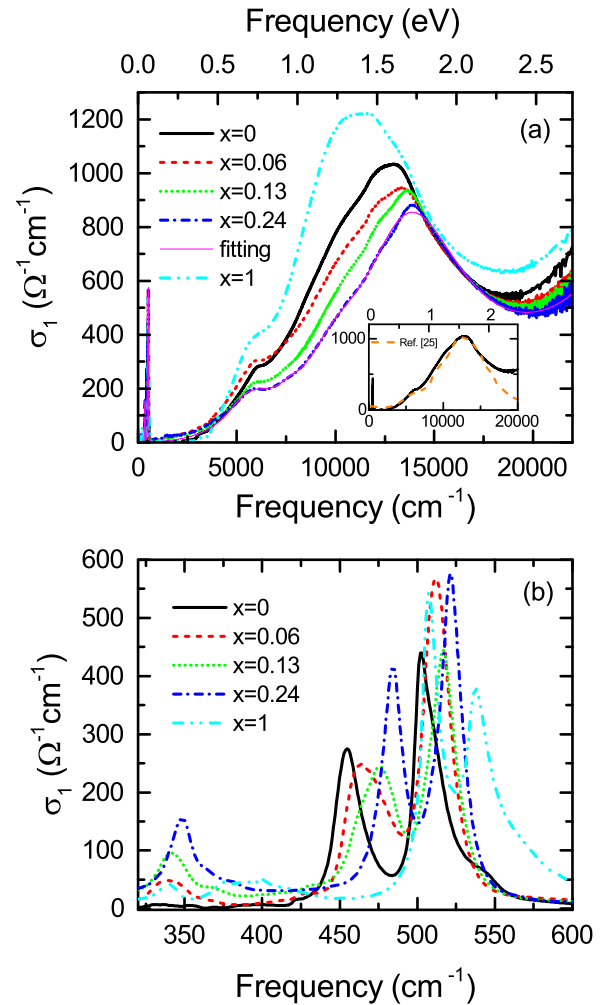 Frequency (eV)
0.0 0.5 1.0 1.5 2.0 2.5
(a)
1200
1000
800
600
400
200
0
σ₁ (Ω⁻¹cm⁻¹)
x=0
x=0.06
x=0.13
x=0.24
fitting
x=1
0 1 2
1000
0
Ref. [25]
0 10000 20000
0 5000 10000 15000 20000
Frequency (cm⁻¹)
(b)
600
500
400
300
200
100
0
σ₁ (Ω⁻¹cm⁻¹)
x=0
x=0.06
x=0.13
x=0.24
x=1
350 400 450 500 550 600
Frequency (cm⁻¹)